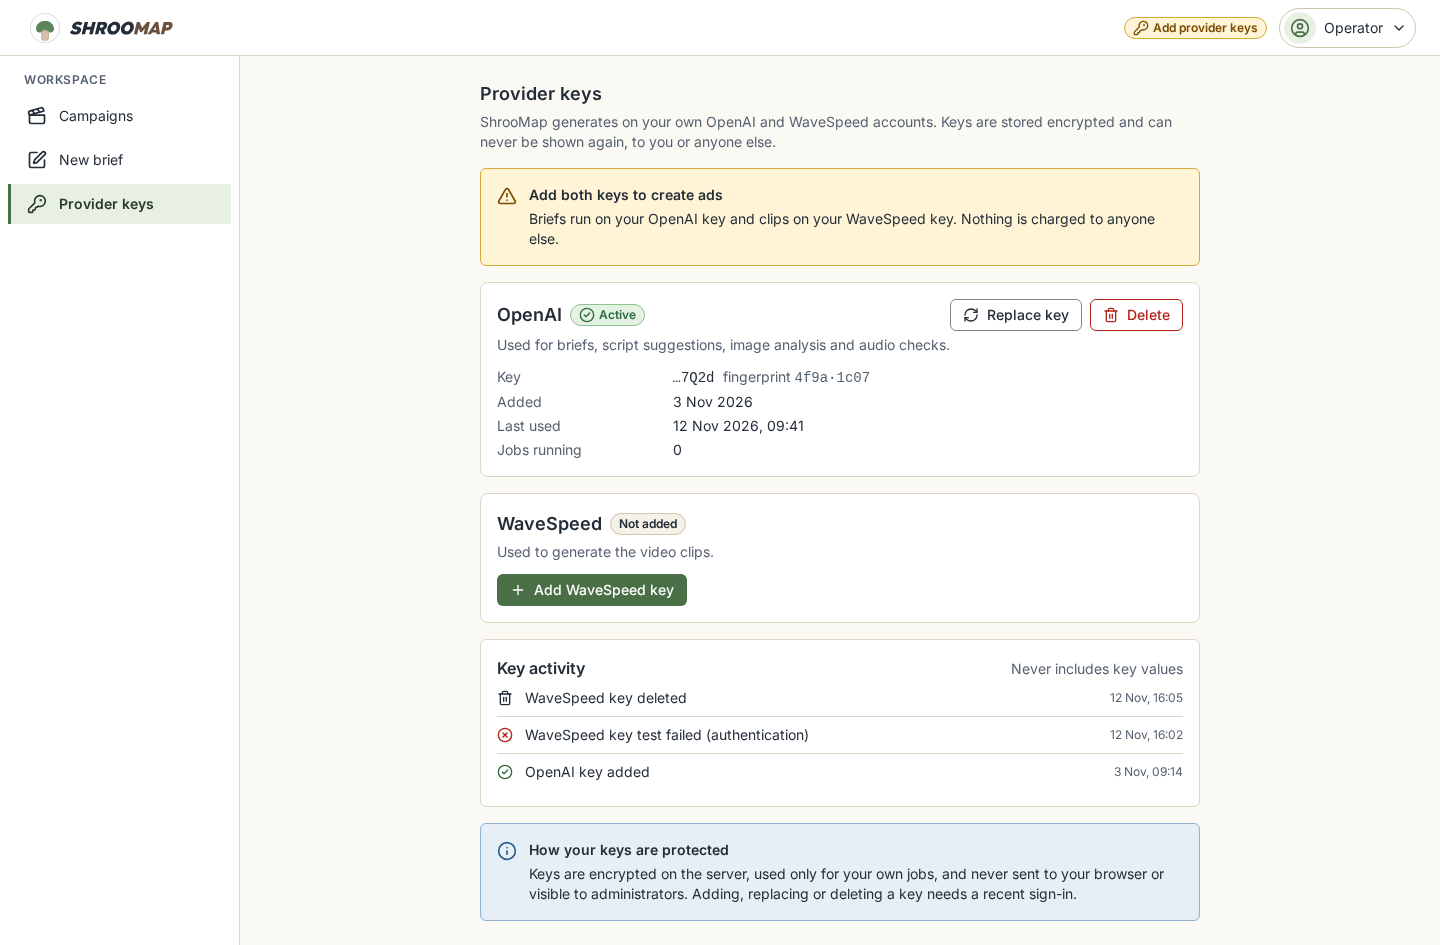 SHROOMAP
Add provider keys
Operator
WORKSPACE
Campaigns
New brief
Provider keys
Provider keys
ShrooMap generates on your own OpenAI and WaveSpeed accounts. Keys are stored encrypted and can
never be shown again, to you or anyone else.
Add both keys to create ads
Briefs run on your OpenAI key and clips on your WaveSpeed key. Nothing is charged to anyone
else.
OpenAI Active
Replace key
Delete
Used for briefs, script suggestions, image analysis and audio checks.
Key …7Q2d fingerprint 4f9a·1c07
Added 3 Nov 2026
Last used 12 Nov 2026, 09:41
Jobs running 0
WaveSpeed Not added
Used to generate the video clips.
Add WaveSpeed key
Key activity Never includes key values
WaveSpeed key deleted 12 Nov, 16:05
WaveSpeed key test failed (authentication) 12 Nov, 16:02
OpenAI key added 3 Nov, 09:14
How your keys are protected
Keys are encrypted on the server, used only for your own jobs, and never sent to your browser or
visible to administrators. Adding, replacing or deleting a key needs a recent sign-in.